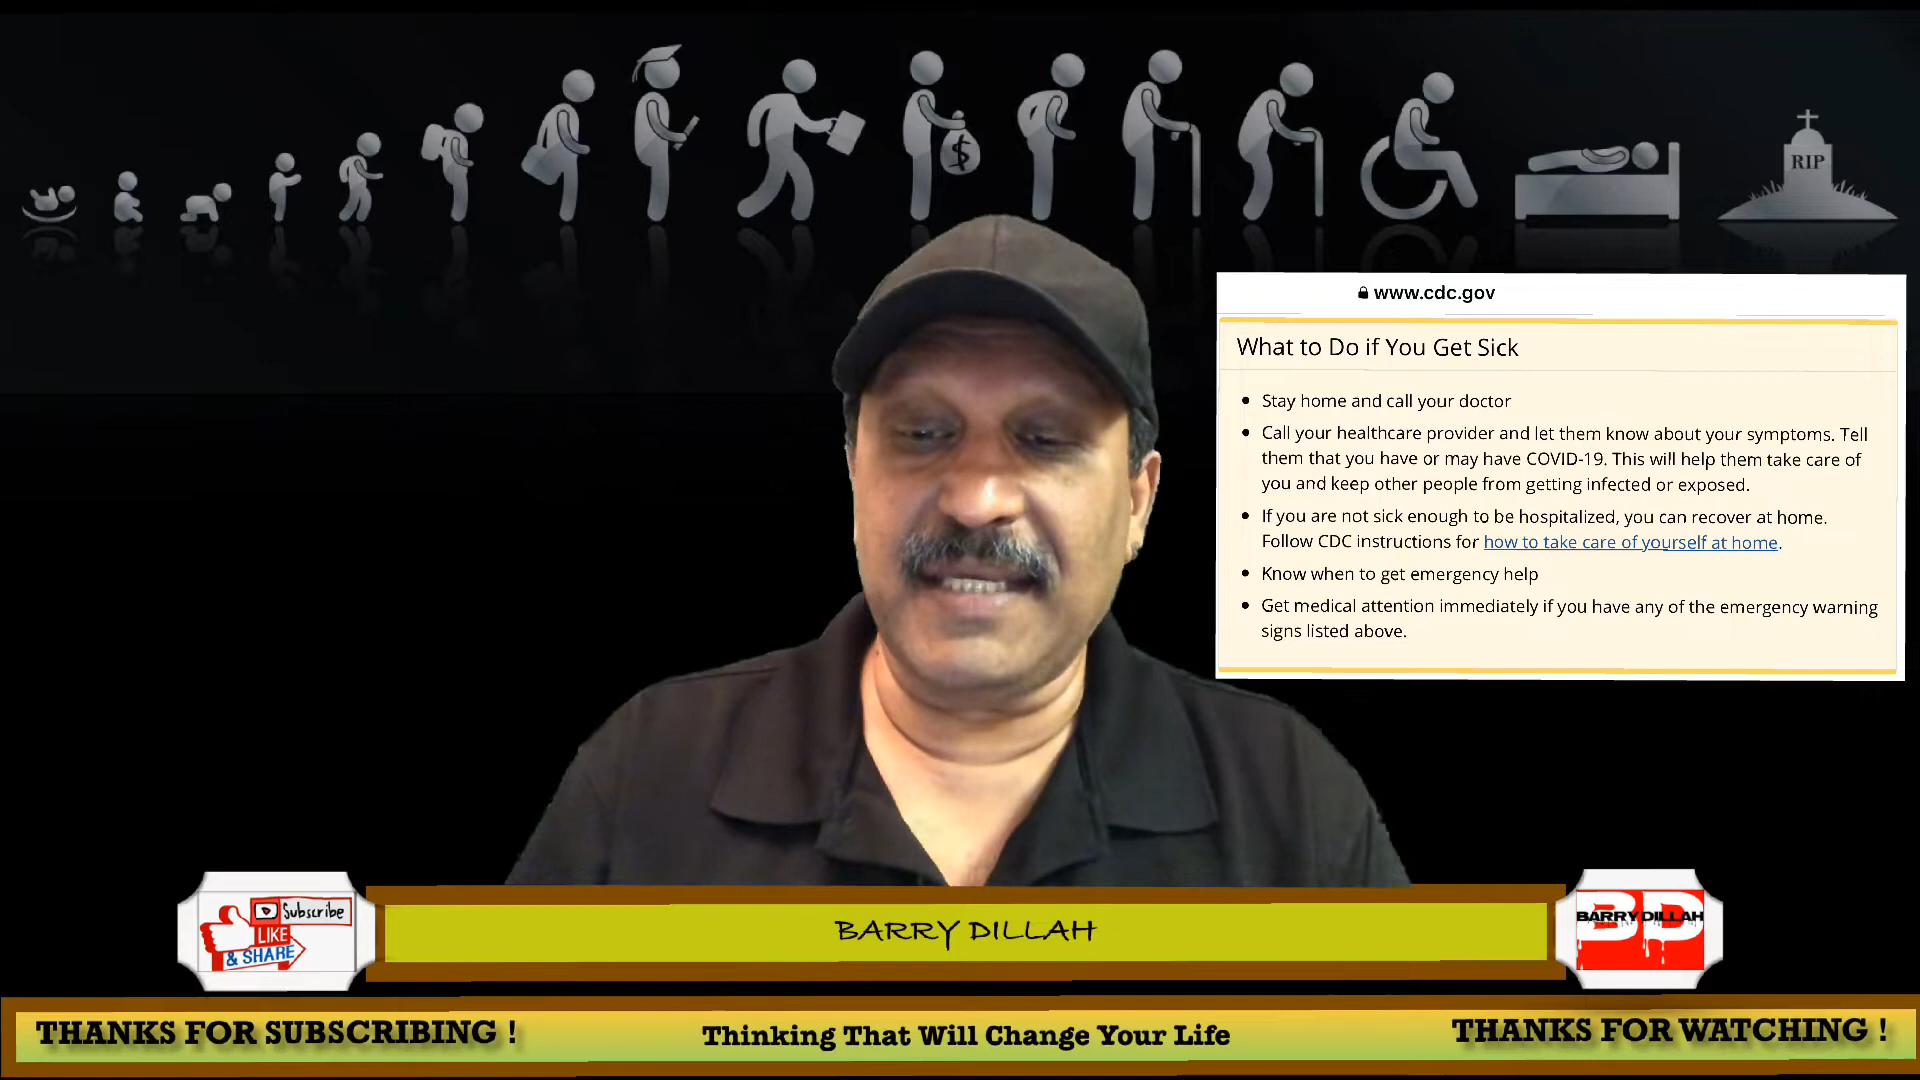 $
RIP
www.cdc.gov
What to Do if You Get Sick
Stay home and call your doctor
Call your healthcare provider and let them know about your symptoms. Tell
them that you have or may have COVID-19. This will help them take care of
you and keep other people from getting infected or exposed.
If you are not sick enough to be hospitalized, you can recover at home.
Follow CDC instructions for how to take care of yourself at home.
Know when to get emergency help
Get medical attention immediately if you have any of the emergency warning
signs listed above.
Subscribe
LIKE
& SHARE
BARRY DILLAH
BD
BARRY DILLAH
THANKS FOR SUBSCRIBING !
Thinking That Will Change Your Life
THANKS FOR WATCHING !